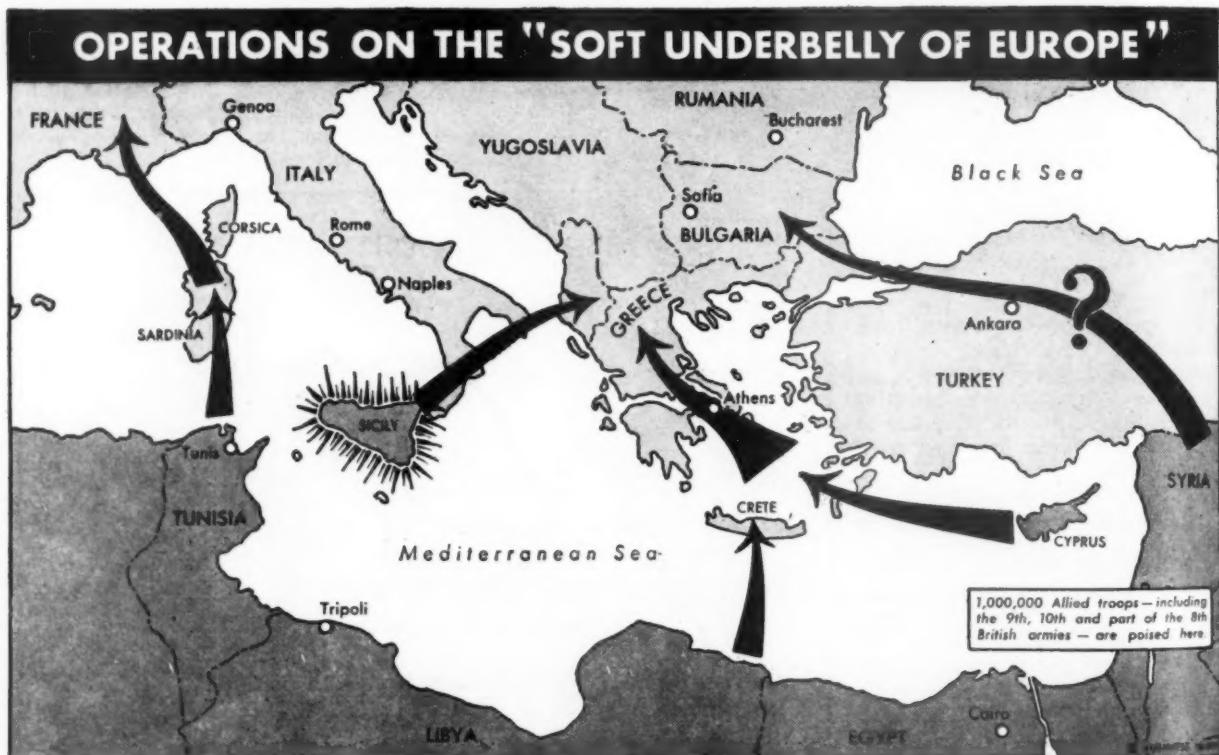 OPERATIONS ON THE "SOFT UNDERBELLY OF EUROPE"
FRANCE
Genoa
RUMANIA
Bucharest
YUGOSLAVIA
ITALY
Black Sea
Sofia
CORSICA
Rome
BULGARIA
Naples
GREECE
?
Ankara
SARDINIA
TURKEY
Athens
SICILY
Tunis
SYRIA
CRETE
TUNISIA
CYPRUS
Mediterranean Sea
Tripoli
1,000,000 Allied troops — including
the 9th, 10th and part of the 8th
British armies — are poised here.
Cairo
LIBYA
EGYPT